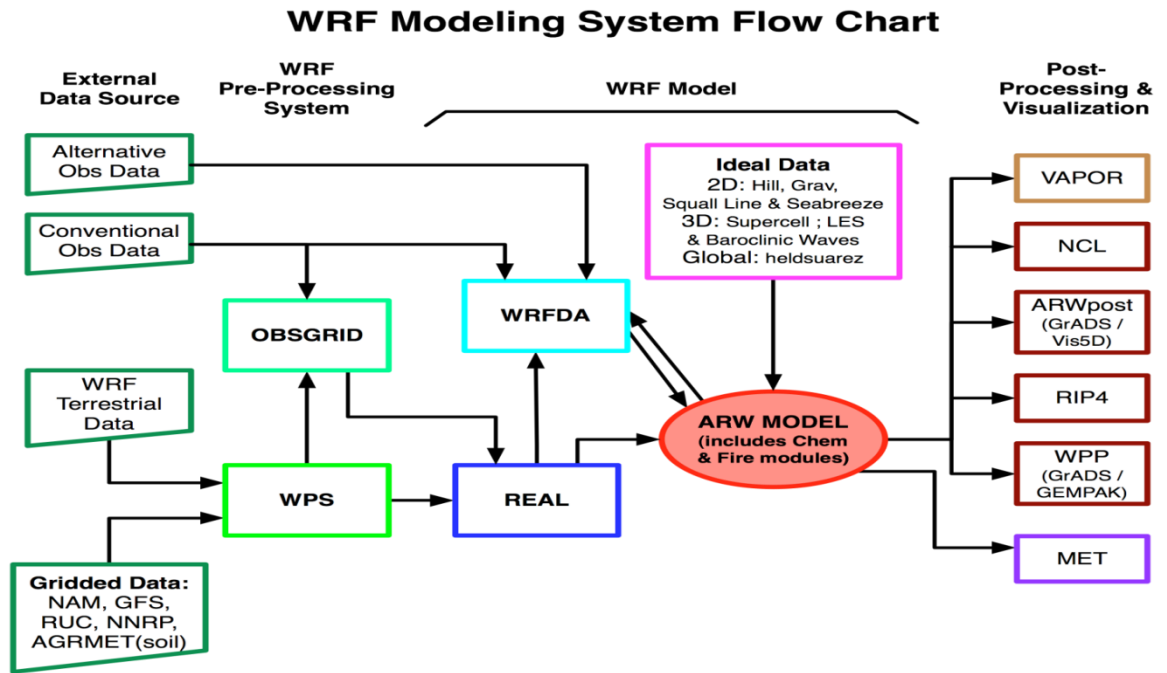 WRF Modeling System Flow Chart
External
Data Source
WRF
Pre-Processing
System
WRF Model
Post-
Processing &
Visualization
Alternative
Obs Data
Conventional
Obs Data
WRF
Terrestrial
Data
Gridded Data:
NAM, GFS,
RUC, NNRP,
AGRMET(soil)
OBSGRID
WPS
WRFDA
REAL
Ideal Data
2D: Hill, Grav,
Squall Line & Seabreeze
3D: Supercell ; LES
& Baroclinic Waves
Global: heldsuarez
ARW MODEL
(includes Chem
& Fire modules)
VAPOR
NCL
ARWpost
(GrADS /
Vis5D)
RIP4
WPP
(GrADS /
GEMPAK)
MET